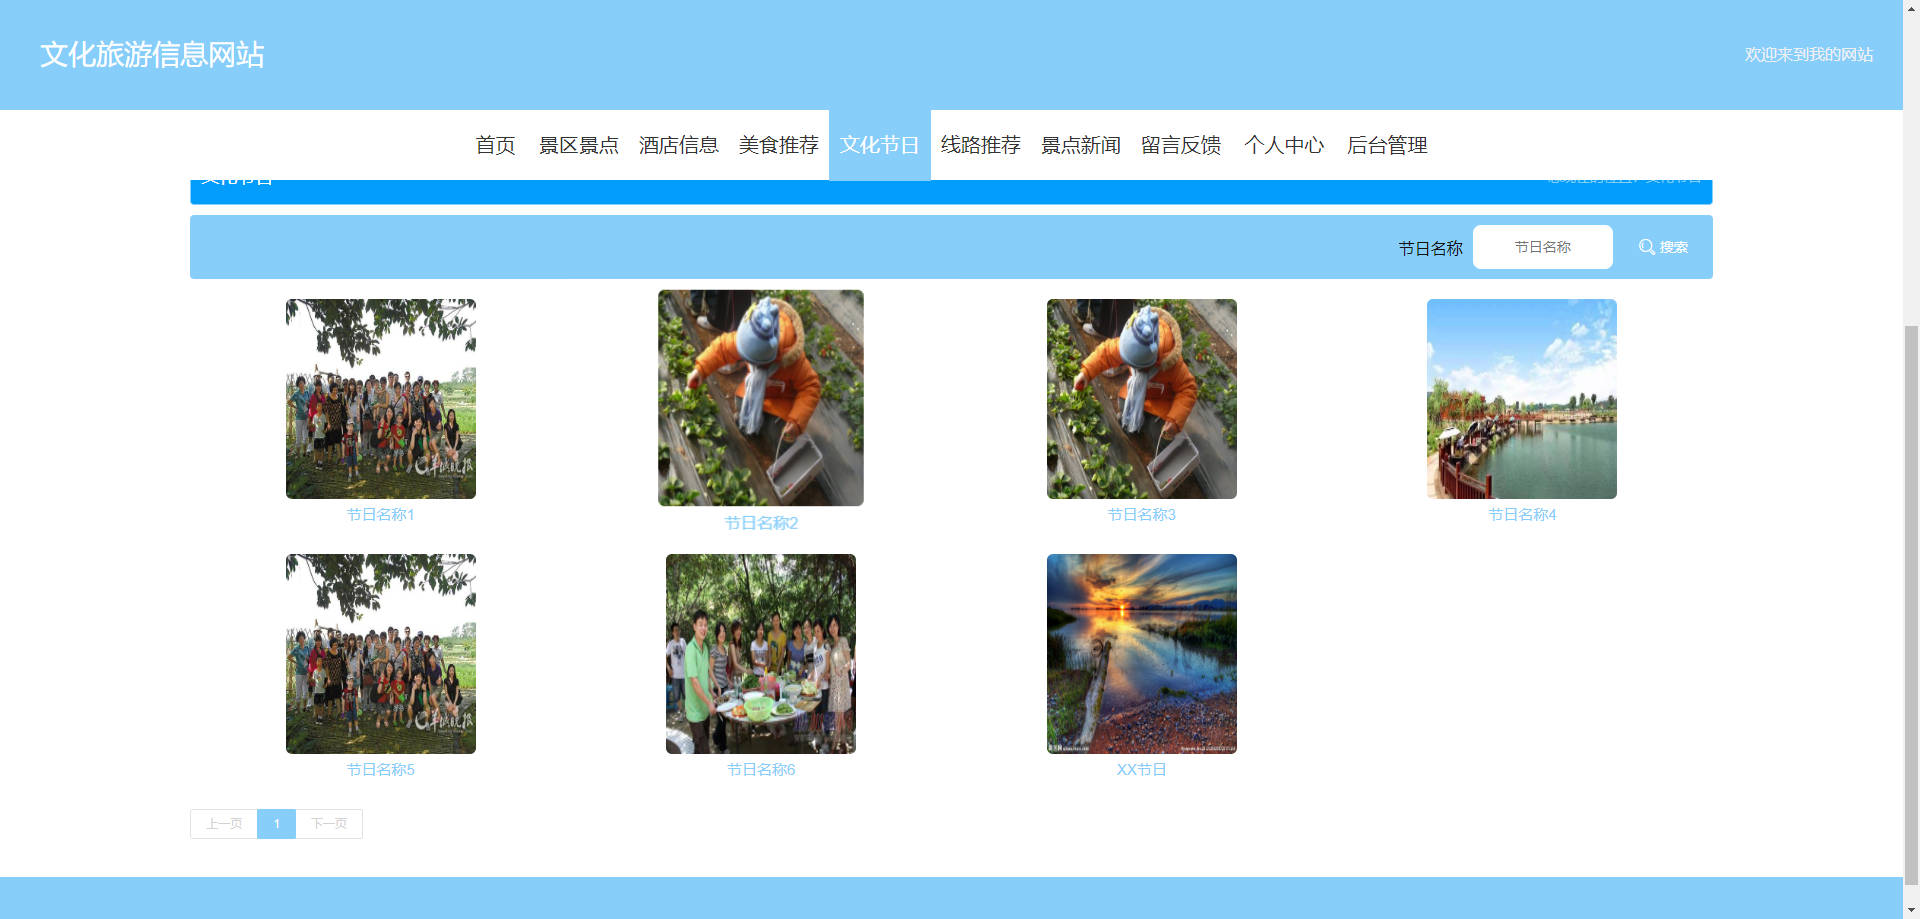 文化旅游信息网站
欢迎来到我的网站
首页 景区景点 酒店信息 美食推荐 文化节日 线路推荐 景点新闻 留言反馈 个人中心 后台管理
节日名称 节日名称 搜索
节日名称1 节日名称2 节日名称3 节日名称4
节日名称5 节日名称6 XX节日
上一页 1 下一页